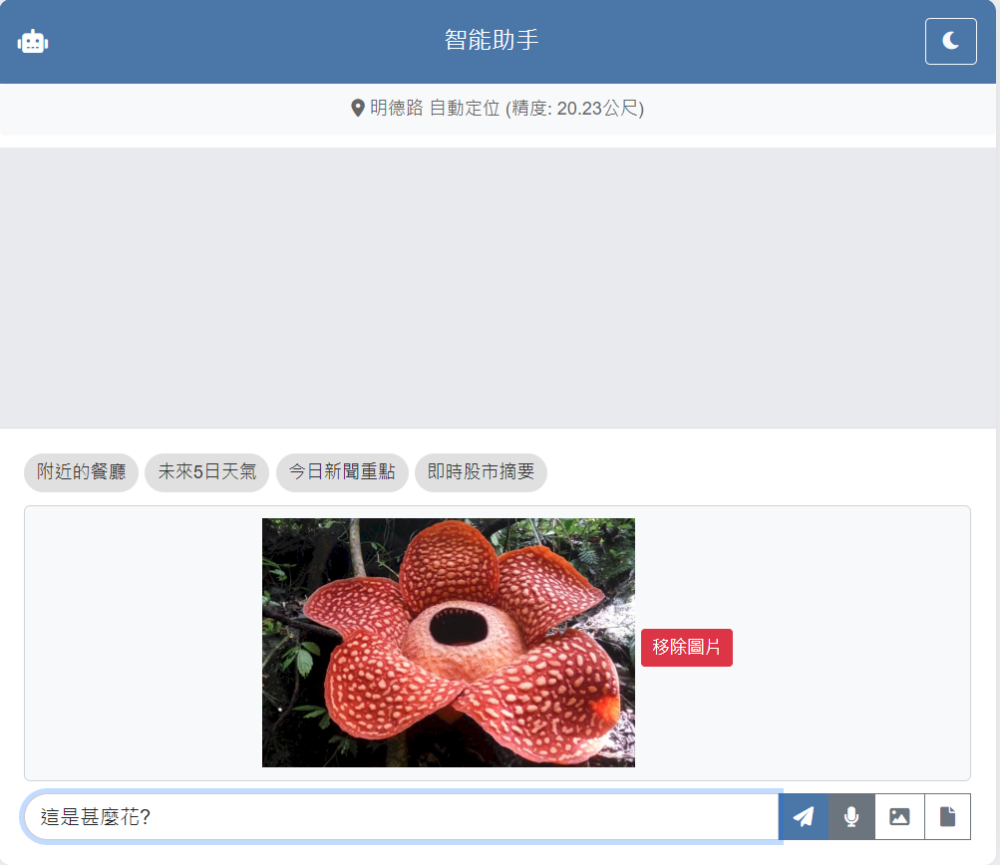 智能助手
明德路 自動定位 (精度: 20.23公尺)
附近的餐廳 未來5日天氣 今日新聞重點 即時股市摘要
移除圖片
這是甚麼花?